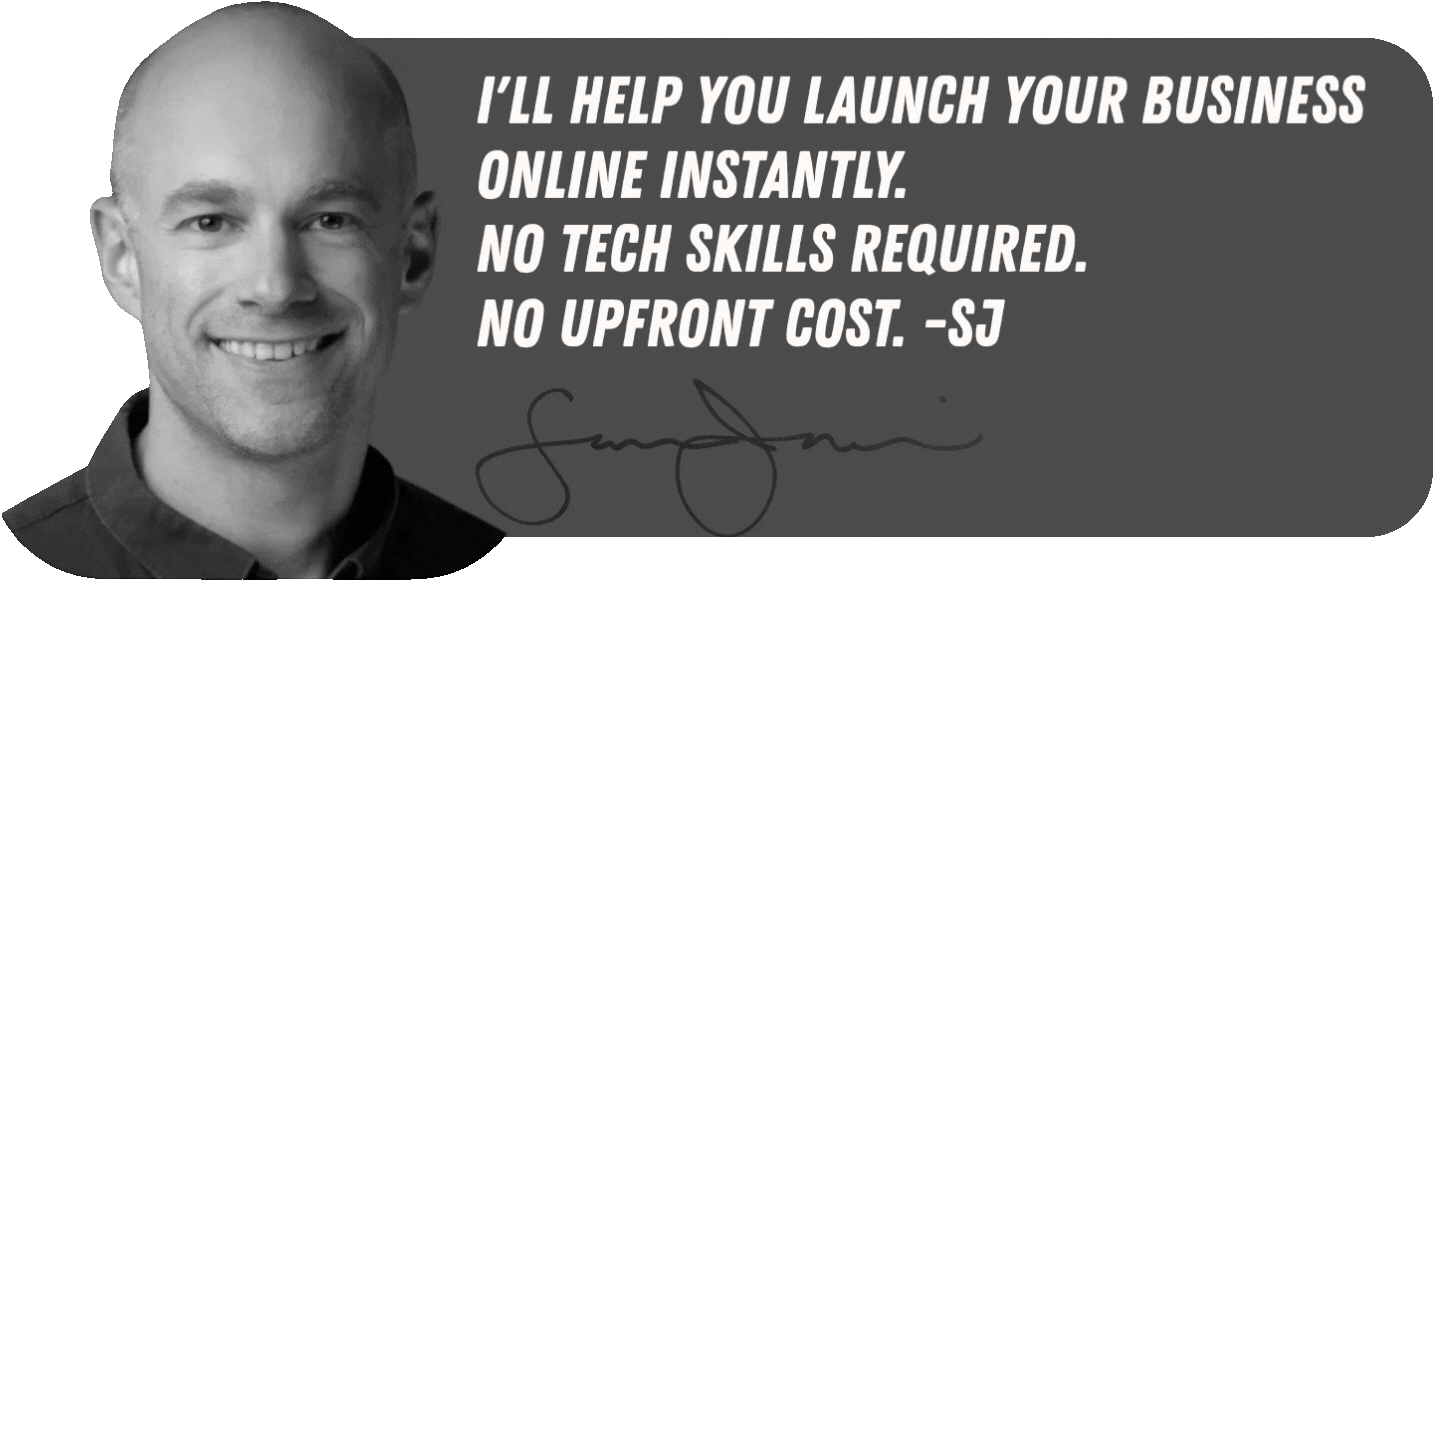 I'LL HELP YOU LAUNCH YOUR BUSINESS
ONLINE INSTANTLY.
NO TECH SKILLS REQUIRED.
NO UPFRONT COST. -SJ